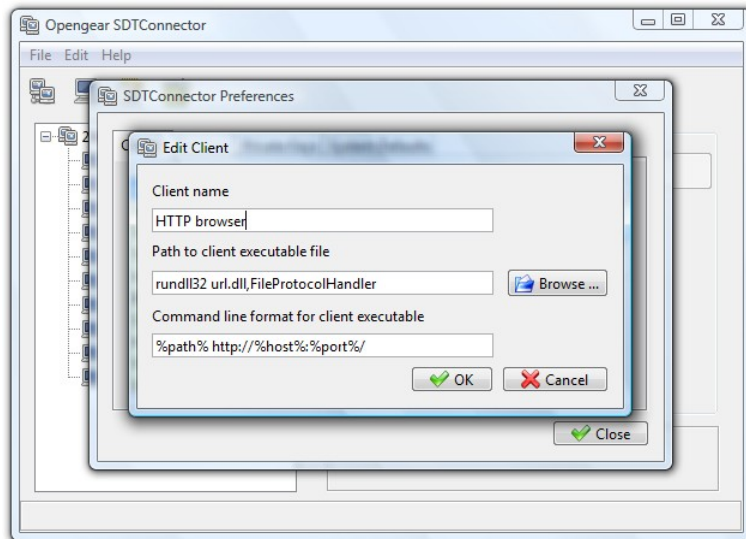 Opengear SDTConnector
File Edit Help
SDTConnector Preferences
2
C
Edit Client
Client name
HTTP browser
Path to client executable file
rundll32 url.dll,FileProtocolHandler
Browse ...
Command line format for client executable
%path% http://%host%:%port%/
OK
Cancel
Close